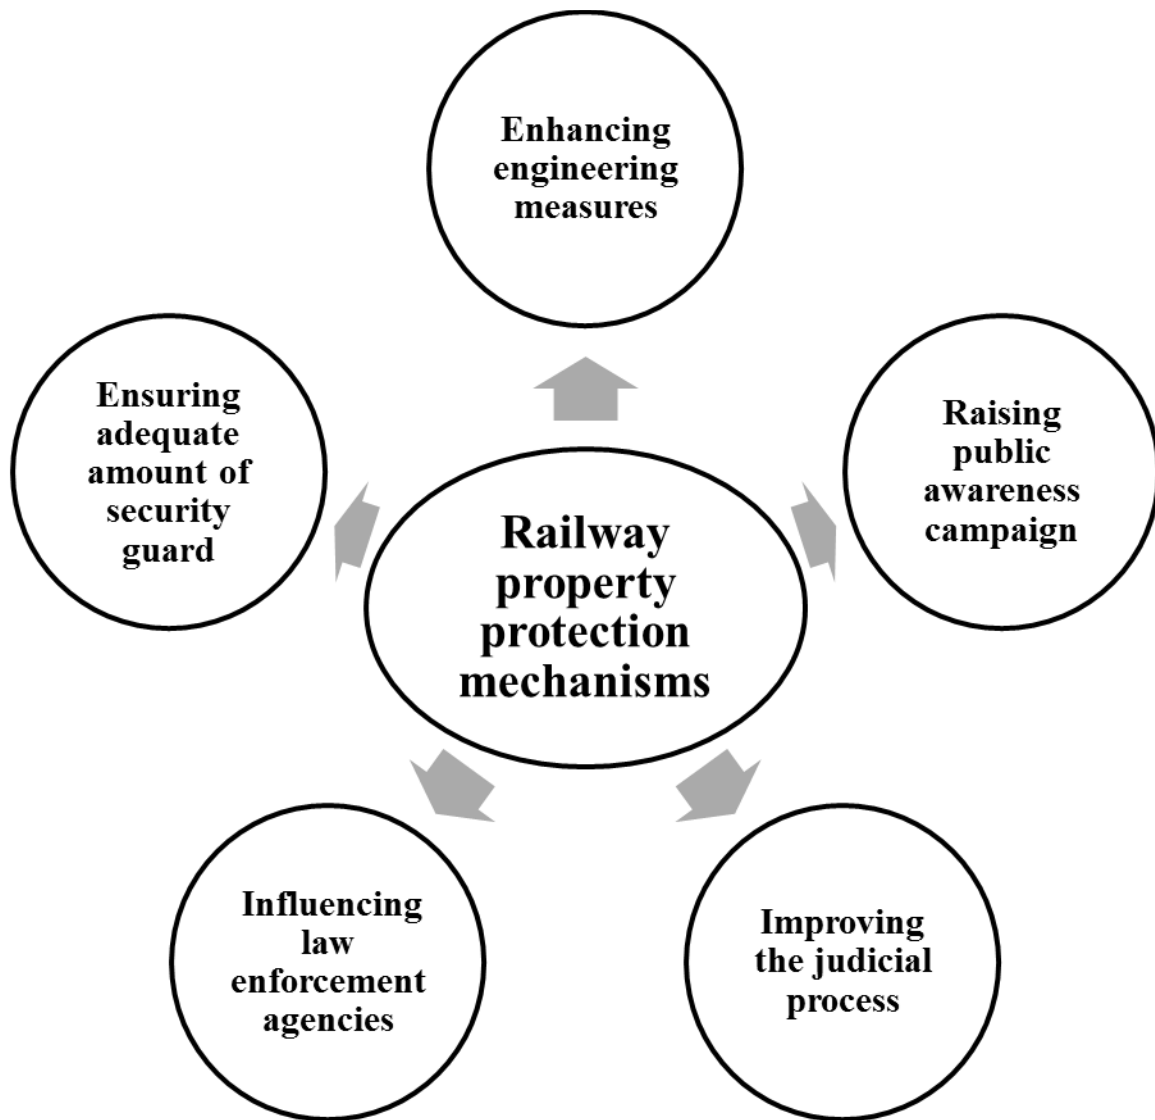 Enhancing
engineering
measures
Ensuring
adequate
amount of
security
guard
Raising
public
awareness
campaign
Railway
property
protection
mechanisms
Influencing
law
enforcement
agencies
Improving
the judicial
process